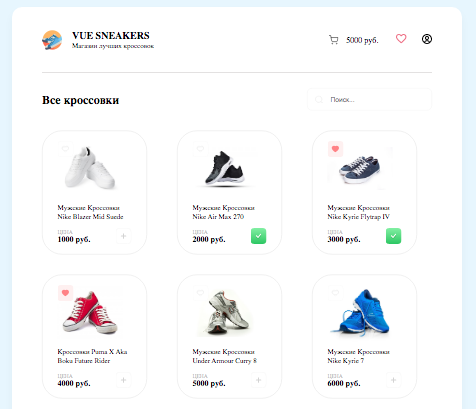 VUE SNEAKERS
Магазин лучших кроссовок
5000 руб.
Все кроссовки
Поиск...
Мужские Кроссовки
Nike Blazer Mid Suede
ЦЕНА
1000 руб.
Мужские Кроссовки
Nike Air Max 270
ЦЕНА
2000 руб.
Мужские Кроссовки
Nike Kyrie Flytrap IV
ЦЕНА
3000 руб.
Кроссовки Puma X Aka
Boku Future Rider
ЦЕНА
4000 руб.
Мужские Кроссовки
Under Armour Curry 8
ЦЕНА
5000 руб.
Мужские Кроссовки
Nike Kyrie 7
ЦЕНА
6000 руб.